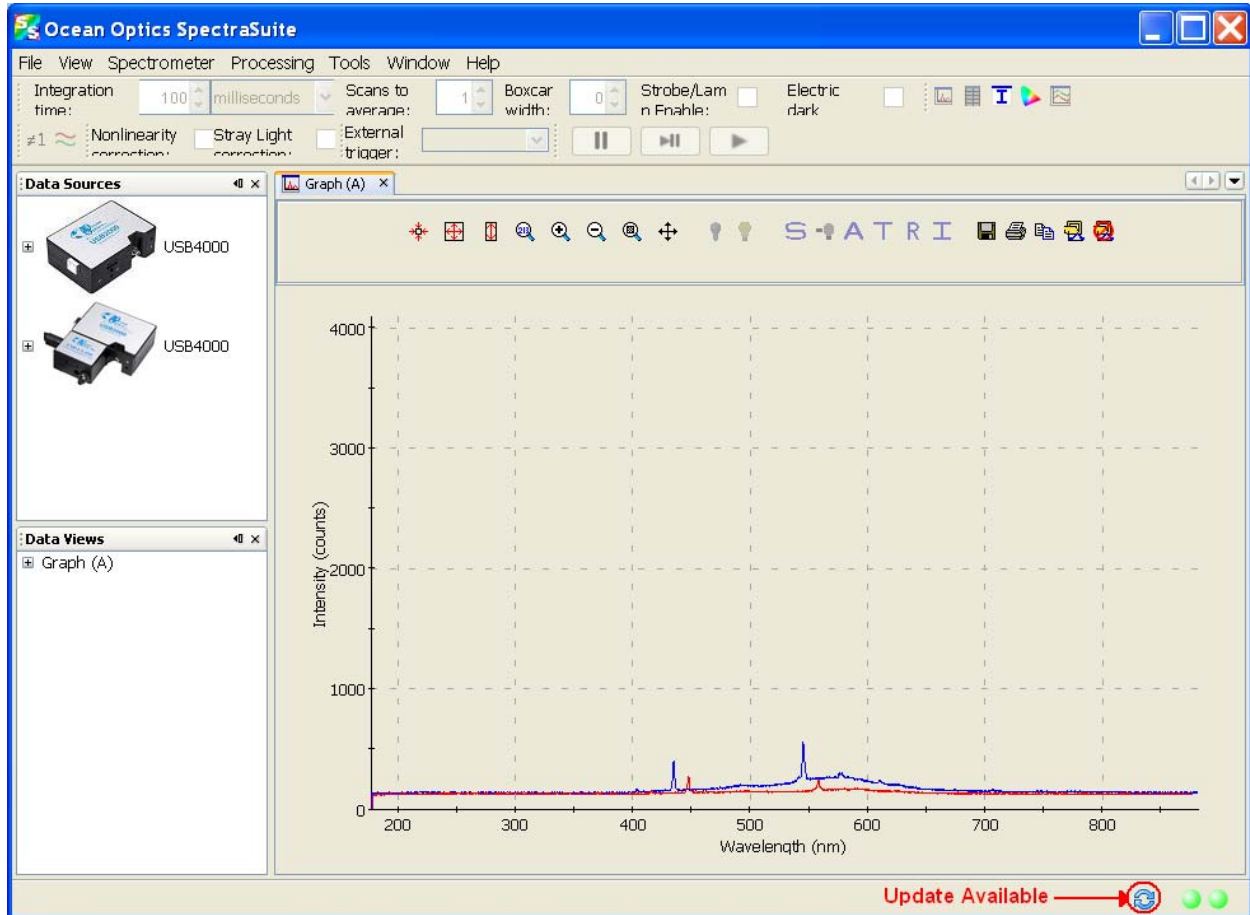 Ocean Optics SpectraSuite
File View Spectrometer Processing Tools Window Help
Integration time: 100 milliseconds Scans to average: 1 Boxcar width: 0 Strobe/Lam Enable: Electric dark
≠1 Nonlinearity correction: Stray Light correction: External trigger:
Data Sources
USB4000
USB4000
Data Views
Graph (A)
Graph (A)
S A T R I
4000
3000
2000
1000
0
Intensity (counts)
200 300 400 500 600 700 800
Wavelength (nm)
Update Available